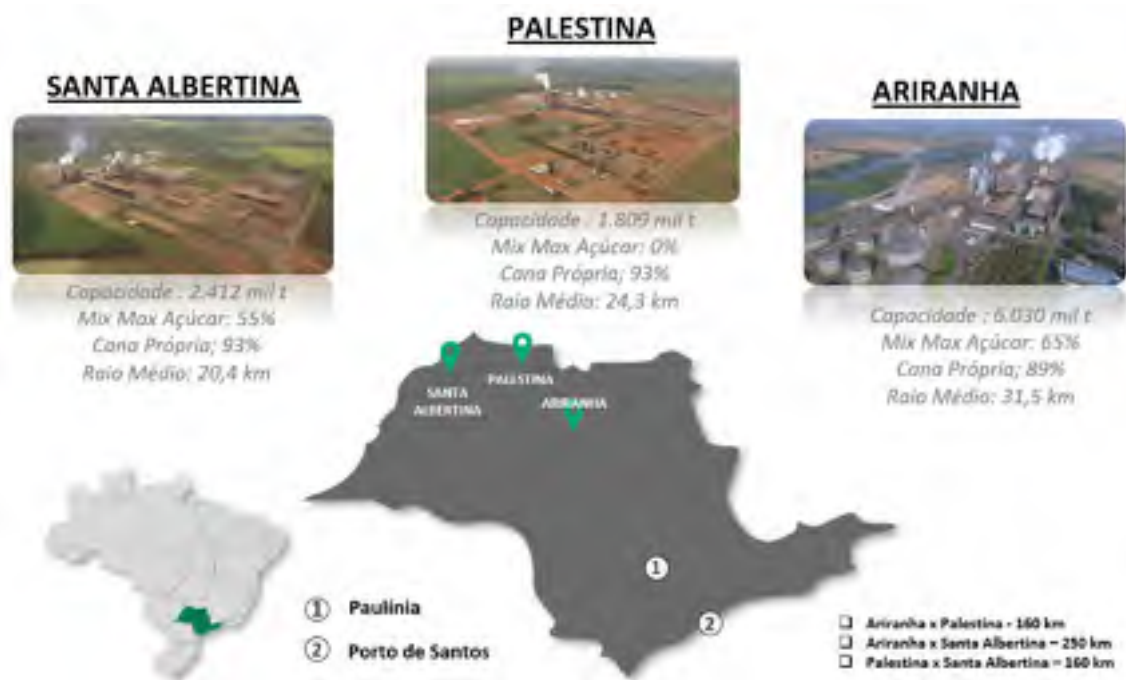 PALESTINA
SANTA ALBERTINA
ARIRANHA
Capacidade : 1.809 mil t
Mix Max Açúcar: 0%
Cana Própria; 93%
Raio Médio: 24,3 km
Capacidade : 2.412 mil t
Mix Max Açúcar: 55%
Cana Própria; 93%
Raio Médio: 20,4 km
Capacidade : 6.030 mil t
Mix Max Açúcar: 65%
Cana Própria; 89%
Raio Médio: 31,5 km
SANTA
ALBERTINA
PALESTINA
ARIRANHA
1
2
1 Paulínia
2 Porto de Santos
Ariranha x Palestina - 160 km
Ariranha x Santa Albertina – 250 km
Palestina x Santa Albertina – 160 km